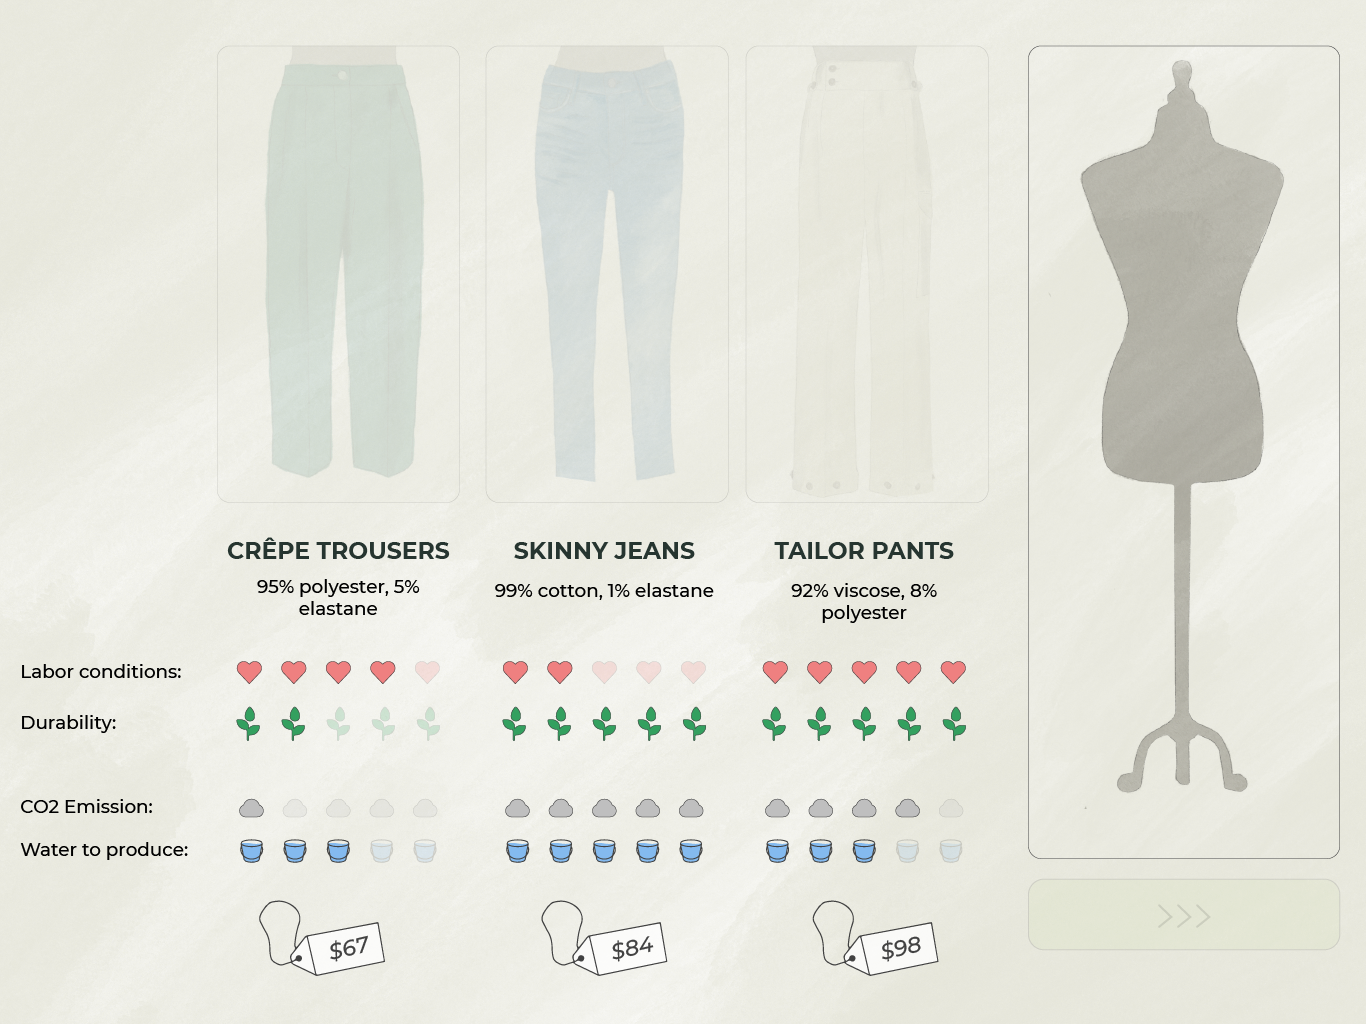 CRÊPE TROUSERS
95% polyester, 5%
elastane
SKINNY JEANS
99% cotton, 1% elastane
TAILOR PANTS
92% viscose, 8%
polyester
Labor conditions:
Durability:
CO2 Emission:
Water to produce:
$67
$84
$98